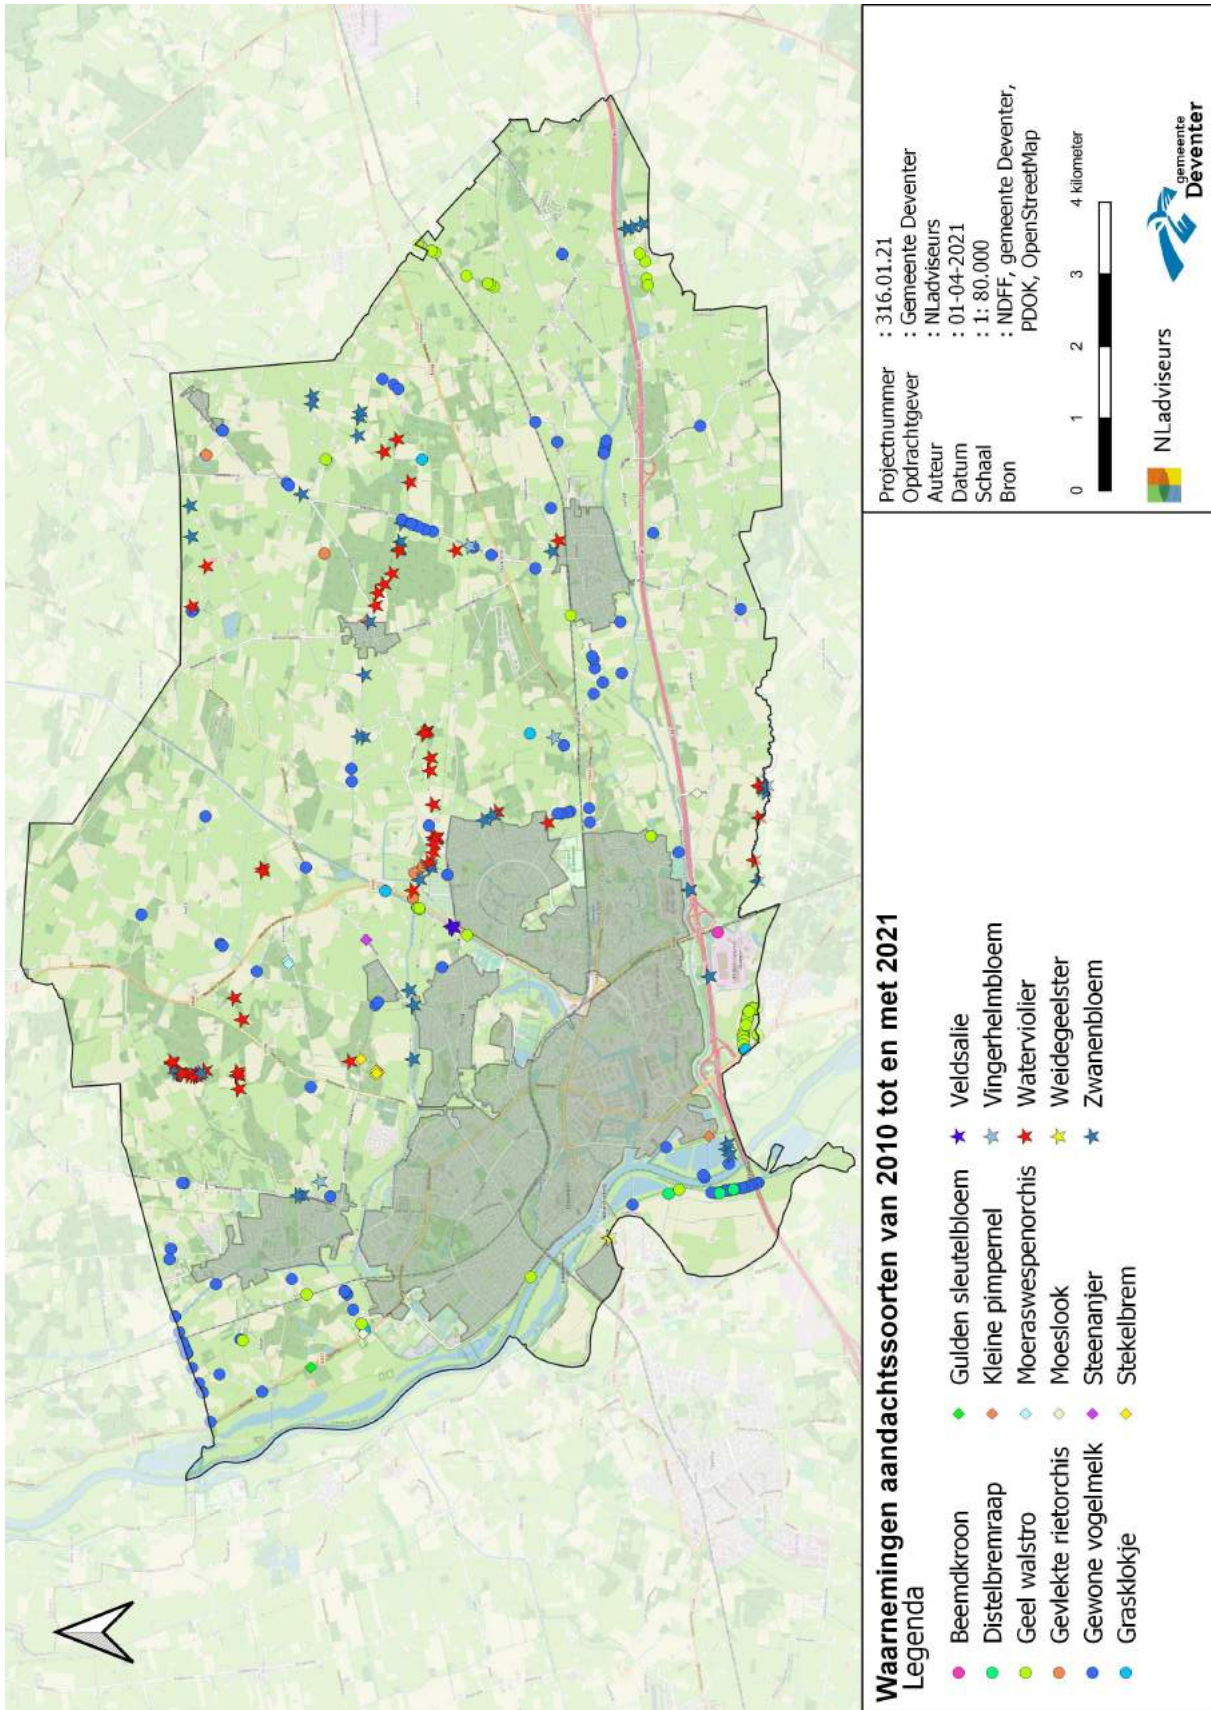 Waarnemingen aandachtssoorten van 2010 tot en met 2021
Legenda
Beemdkroon
Distelbremraap
Geel walstro
Gevlekte rietorchis
Gewone vogelmelk
Grasklokje
Gulden sleutelbloem
Kleine pimpernel
Moeraswespenorchis
Moeslook
Steenanjer
Stekelbrem
Veldsalie
Vingerhelmbloem
Waterviolier
Weidegeelster
Zwanenbloem
Projectnummer : 316.01.21
Opdrachtgever : Gemeente Deventer
Auteur : NLadviseurs
Datum : 01-04-2021
Schaal : 1: 80.000
Bron : NDFF, gemeente Deventer,
PDOK, OpenStreetMap
0 1 2 3 4 kilometer
NLadviseurs
gemeente
Deventer